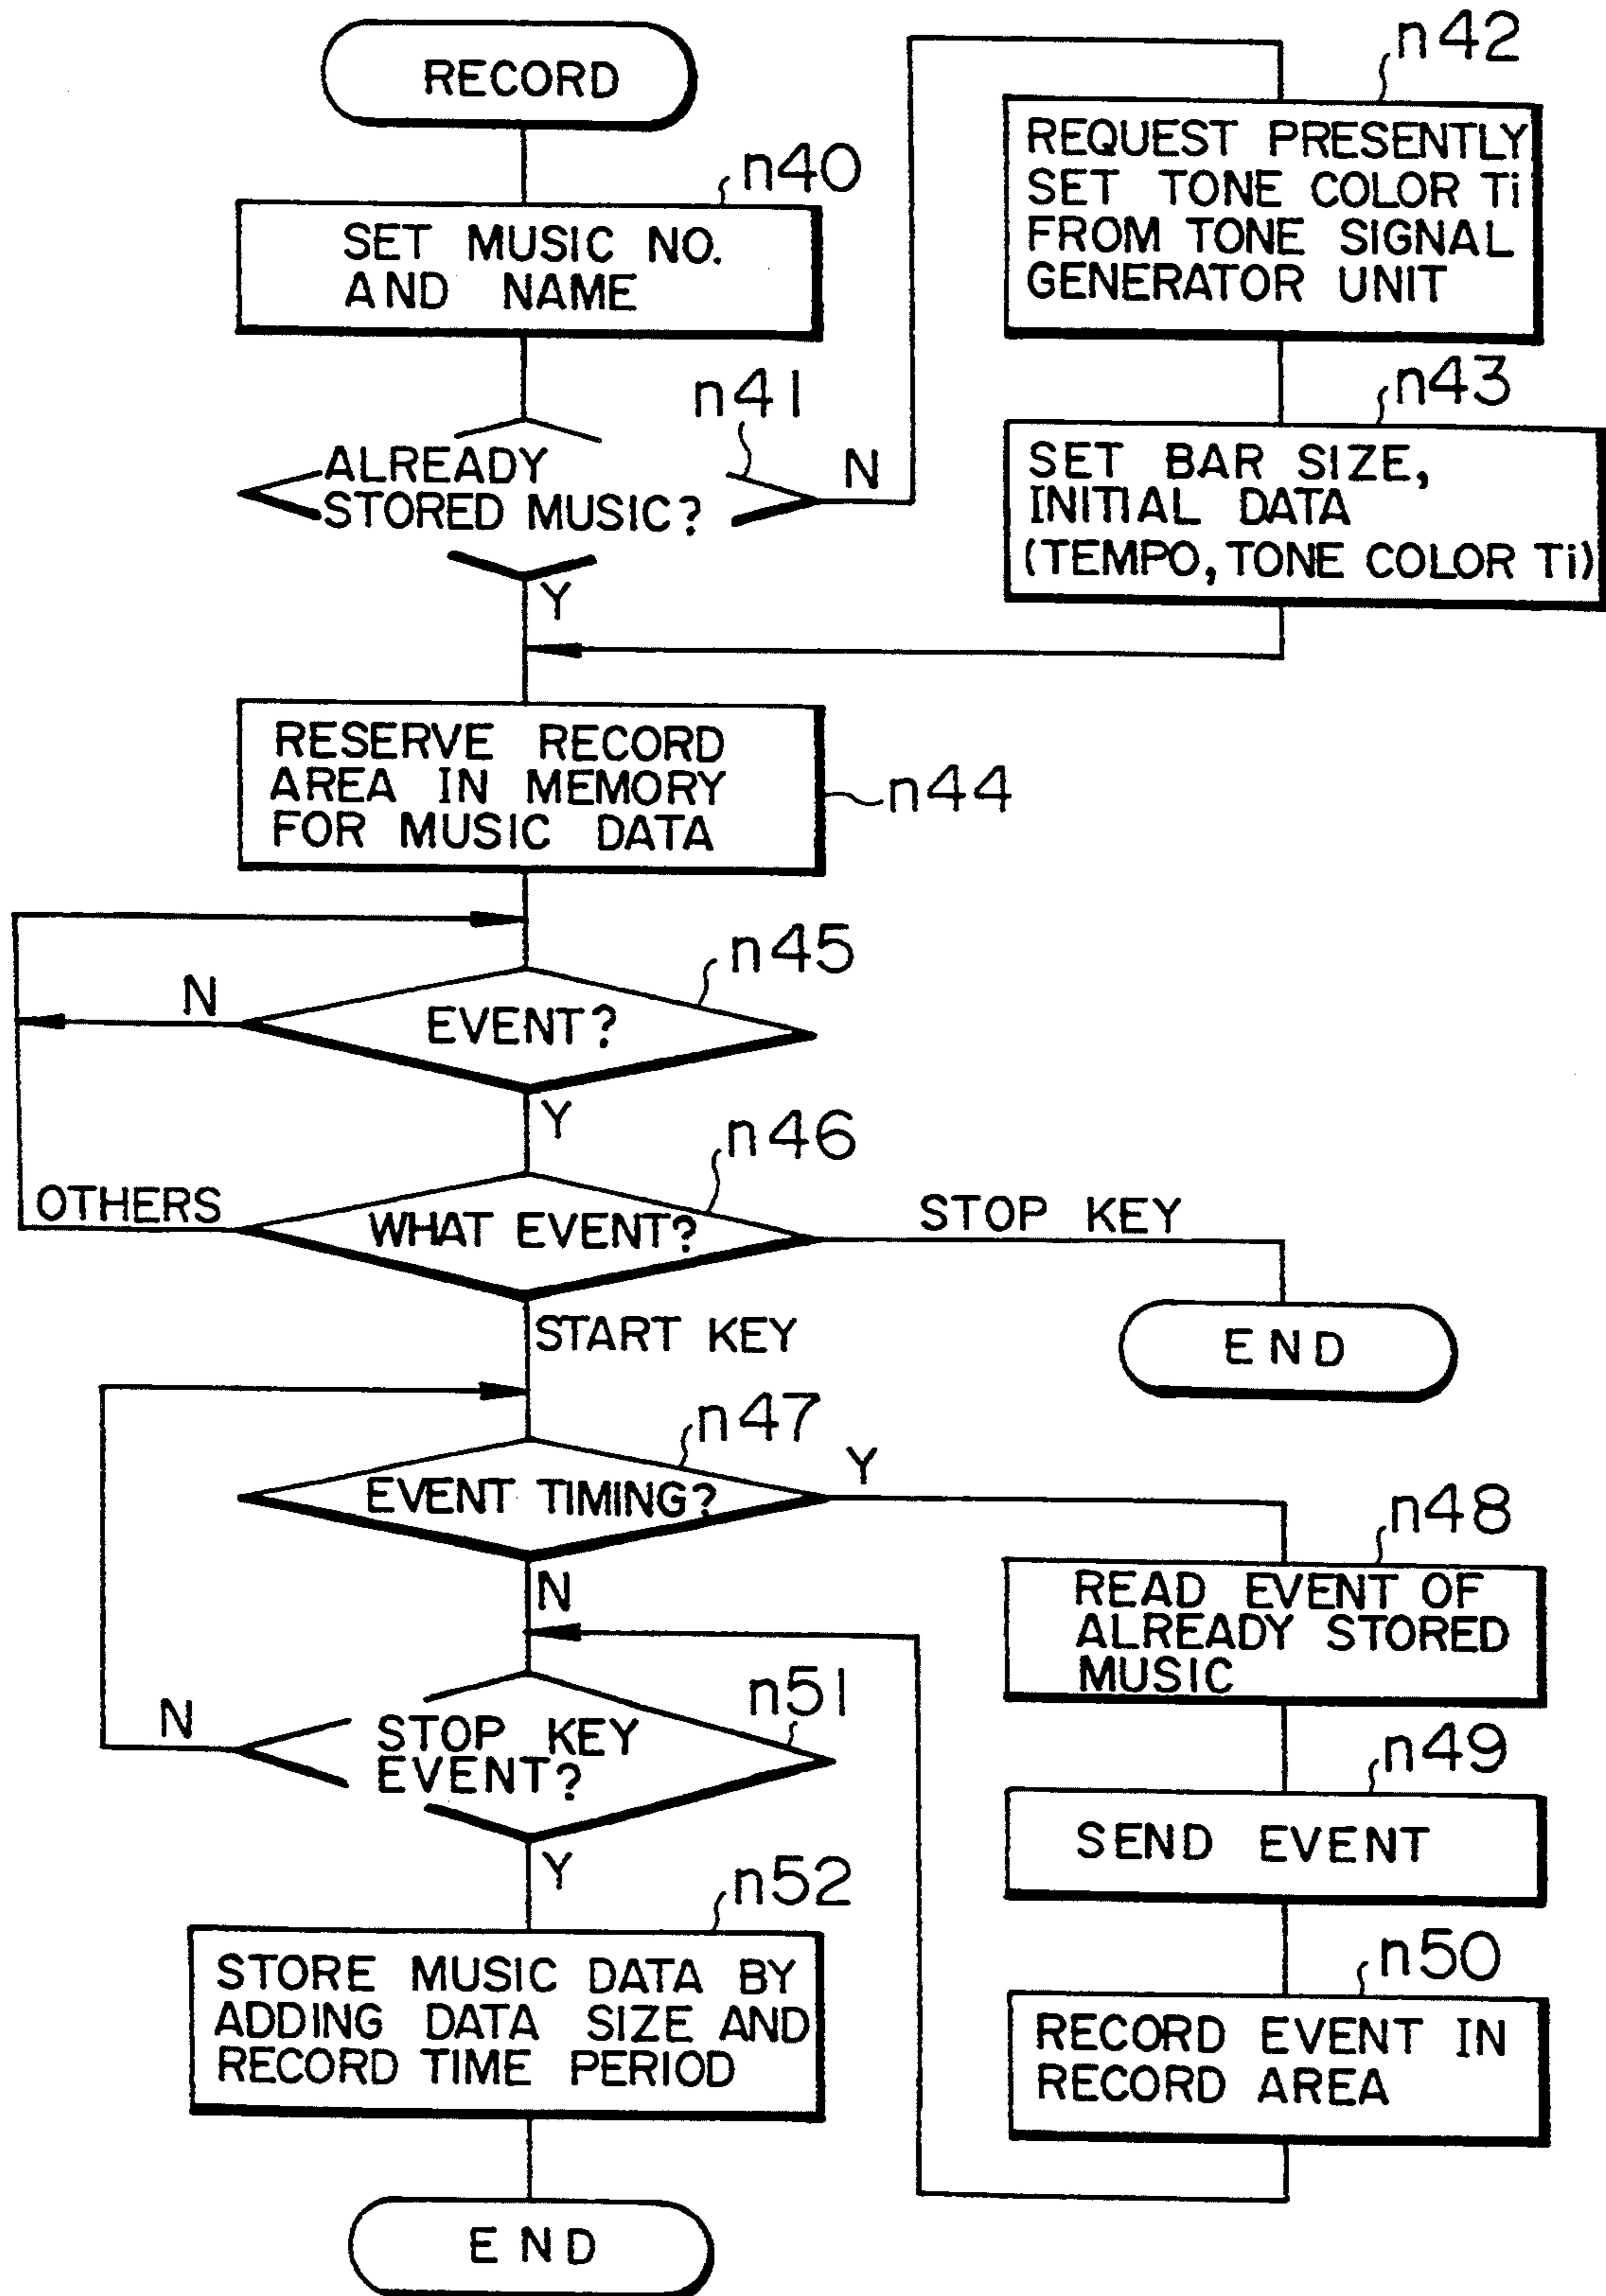 RECORD
n40
SET MUSIC NO.
AND NAME
n41
ALREADY
STORED MUSIC?
N
Y
n42
REQUEST PRESENTLY
SET TONE COLOR Ti
FROM TONE SIGNAL
GENERATOR UNIT
n43
SET BAR SIZE,
INITIAL DATA
(TEMPO, TONE COLOR Ti)
RESERVE RECORD
AREA IN MEMORY
FOR MUSIC DATA
n44
n45
N
EVENT?
Y
n46
OTHERS
WHAT EVENT?
STOP KEY
END
START KEY
n47
EVENT TIMING?
Y
N
n48
READ EVENT OF
ALREADY STORED
MUSIC
n49
SEND EVENT
n50
RECORD EVENT IN
RECORD AREA
n51
N
STOP KEY
EVENT?
Y
n52
STORE MUSIC DATA BY
ADDING DATA SIZE AND
RECORD TIME PERIOD
END